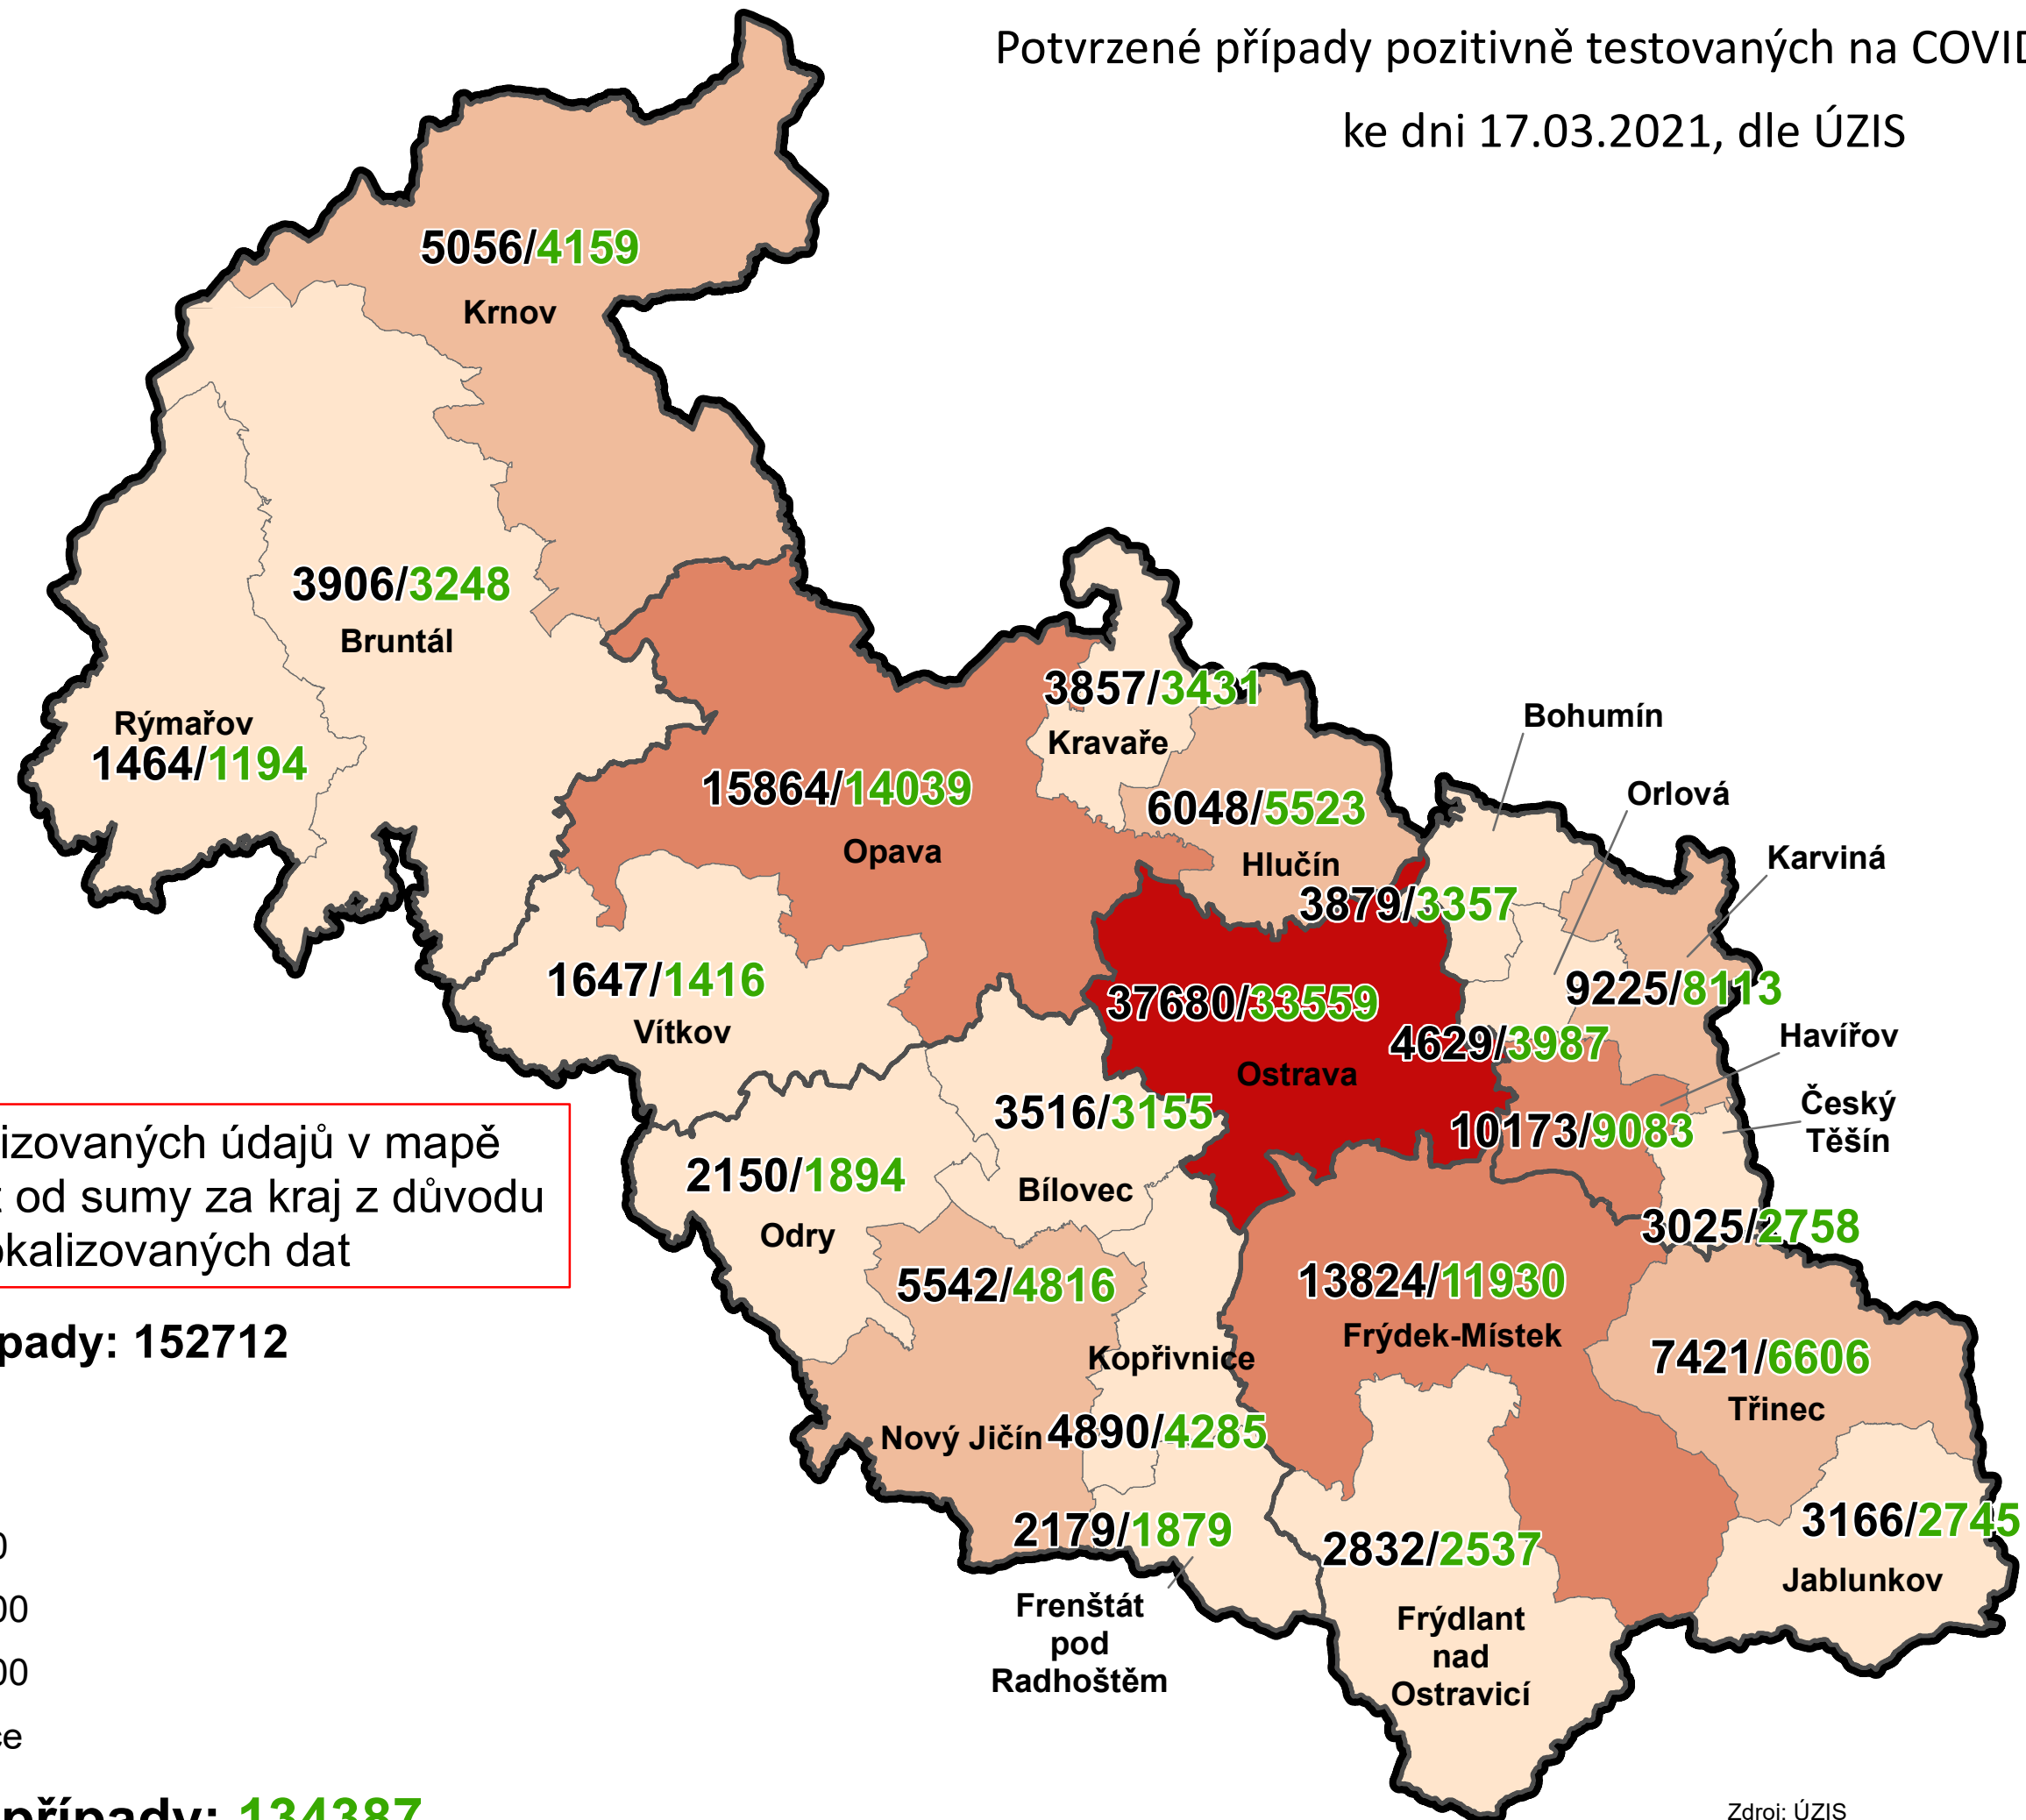 Potvrzené případy pozitivně testovaných na COVID
ke dni 17.03.2021, dle ÚZIS
5056/4159
Krnov
3906/3248
Bruntál
Rýmařov
1464/1194
3857/3431
Kravaře
15864/14039
Opava
6048/5523
Hlučín
Bohumín
3879/3357
Orlová
Karviná
9225/8113
1647/1416
Vítkov
37680/33559
Ostrava
4629/3987
Havířov
10173/9083
Český
Těšín
3025/2758
3516/3155
Bílovec
2150/1894
Odry
5542/4816
Nový Jičín
Kopřivnice
4890/4285
13824/11930
Frýdek-Místek
7421/6606
Třinec
3166/2745
Jablunkov
2179/1879
Frenštát
pod
Radhoštěm
2832/2537
Frýdlant
nad
Ostravicí
izovaných údajů v mapě
t od sumy za kraj z důvodu
okalizovaných dat
pady: 152712
0
00
00
ce
případy: 134387
Zdroj: ÚZIS